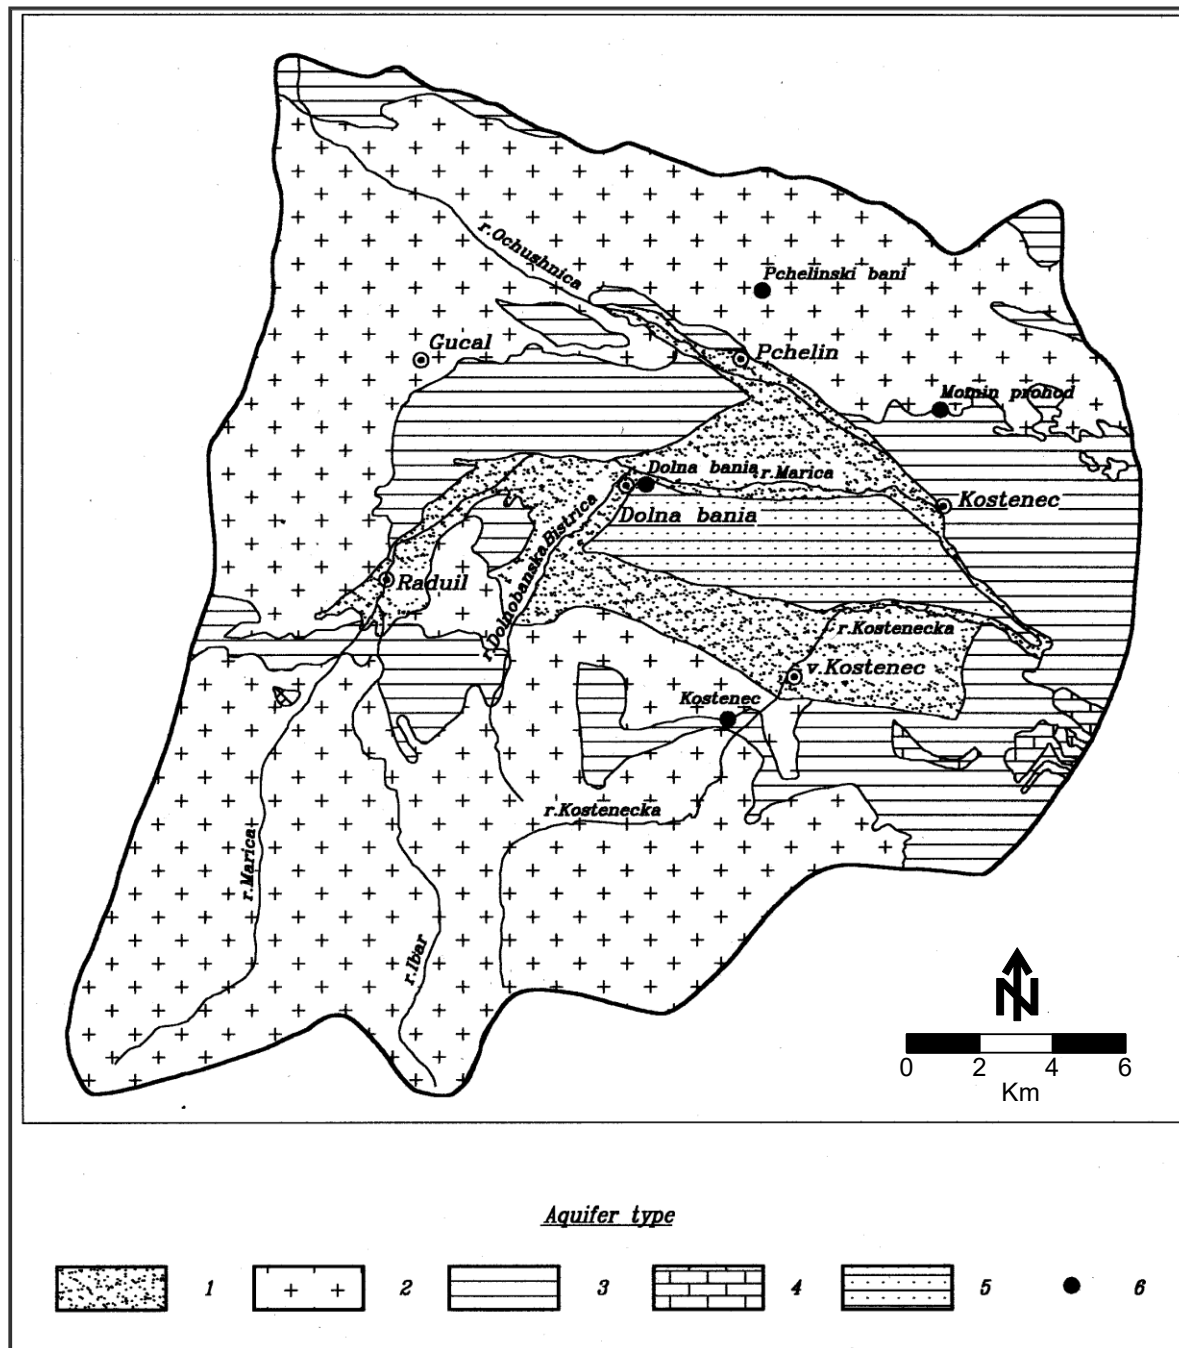 r.Ochushnica
Pchelinski bani
Gucal
Pchelin
Momin prohod
Dolna bania
r.Marica
Kostenec
Dolna bania
r.Dolnobanska Bistrica
Raduil
r.Kostenecka
v.Kostenec
Kostenec
r.Kostenecka
r.Marica
r.Ibar
N
0 2 4 6
Km
Aquifer type
1 2 3 4 5 6